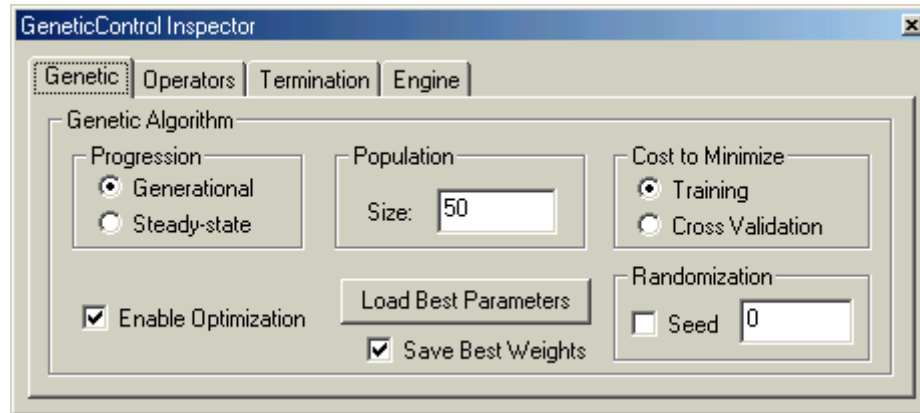 GeneticControl Inspector
Genetic
Operators
Termination
Engine
Genetic Algorithm
Progression
Generational
Steady-state
Population
Size: 50
Cost to Minimize
Training
Cross Validation
Enable Optimization
Load Best Parameters
Save Best Weights
Randomization
Seed 0